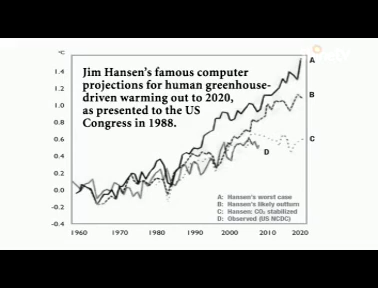 °C
Jim Hansen's famous computer
projections for human greenhouse-
driven warming out to 2020,
as presented to the US
Congress in 1988.
1.4
1.2
1.0
0.8
0.6
0.4
0.2
0.0
-0.2
-0.4
A
B
C
D
A: Hansen's worst case
B: Hansen's likely outturn
C: Hansen: CO₂ stabilized
D: Observed (US NCDC)
1960 1970 1980 1990 2000 2010 2020